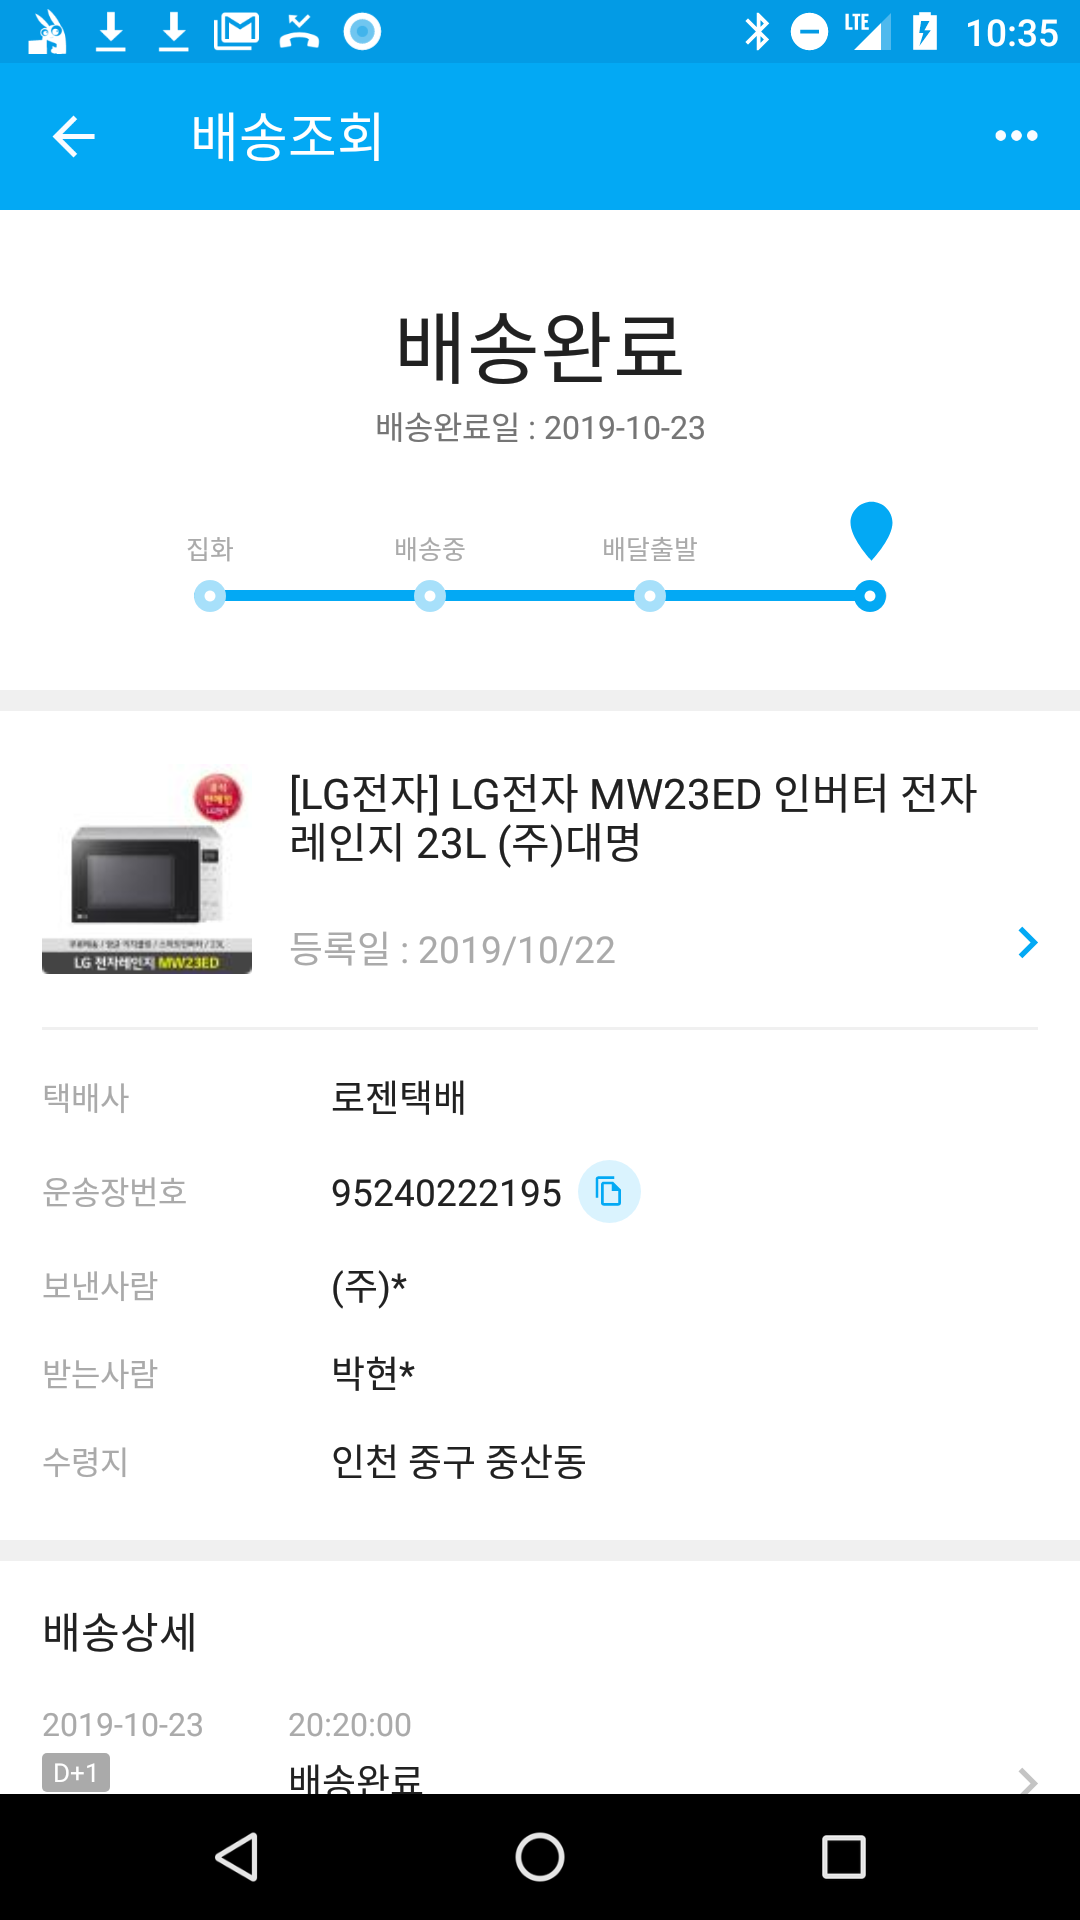 LTE 10:35
배송조회
배송완료
배송완료일 : 2019-10-23
집화 배송중 배달출발
[LG전자] LG전자 MW23ED 인버터 전자
레인지 23L (주)대명
등록일 : 2019/10/22
LG 전자레인지 MW23ED
택배사 로젠택배
운송장번호 95240222195
보낸사람 (주)*
받는사람 박현*
수령지 인천 중구 중산동
배송상세
2019-10-23 20:20:00
D+1 배송완료